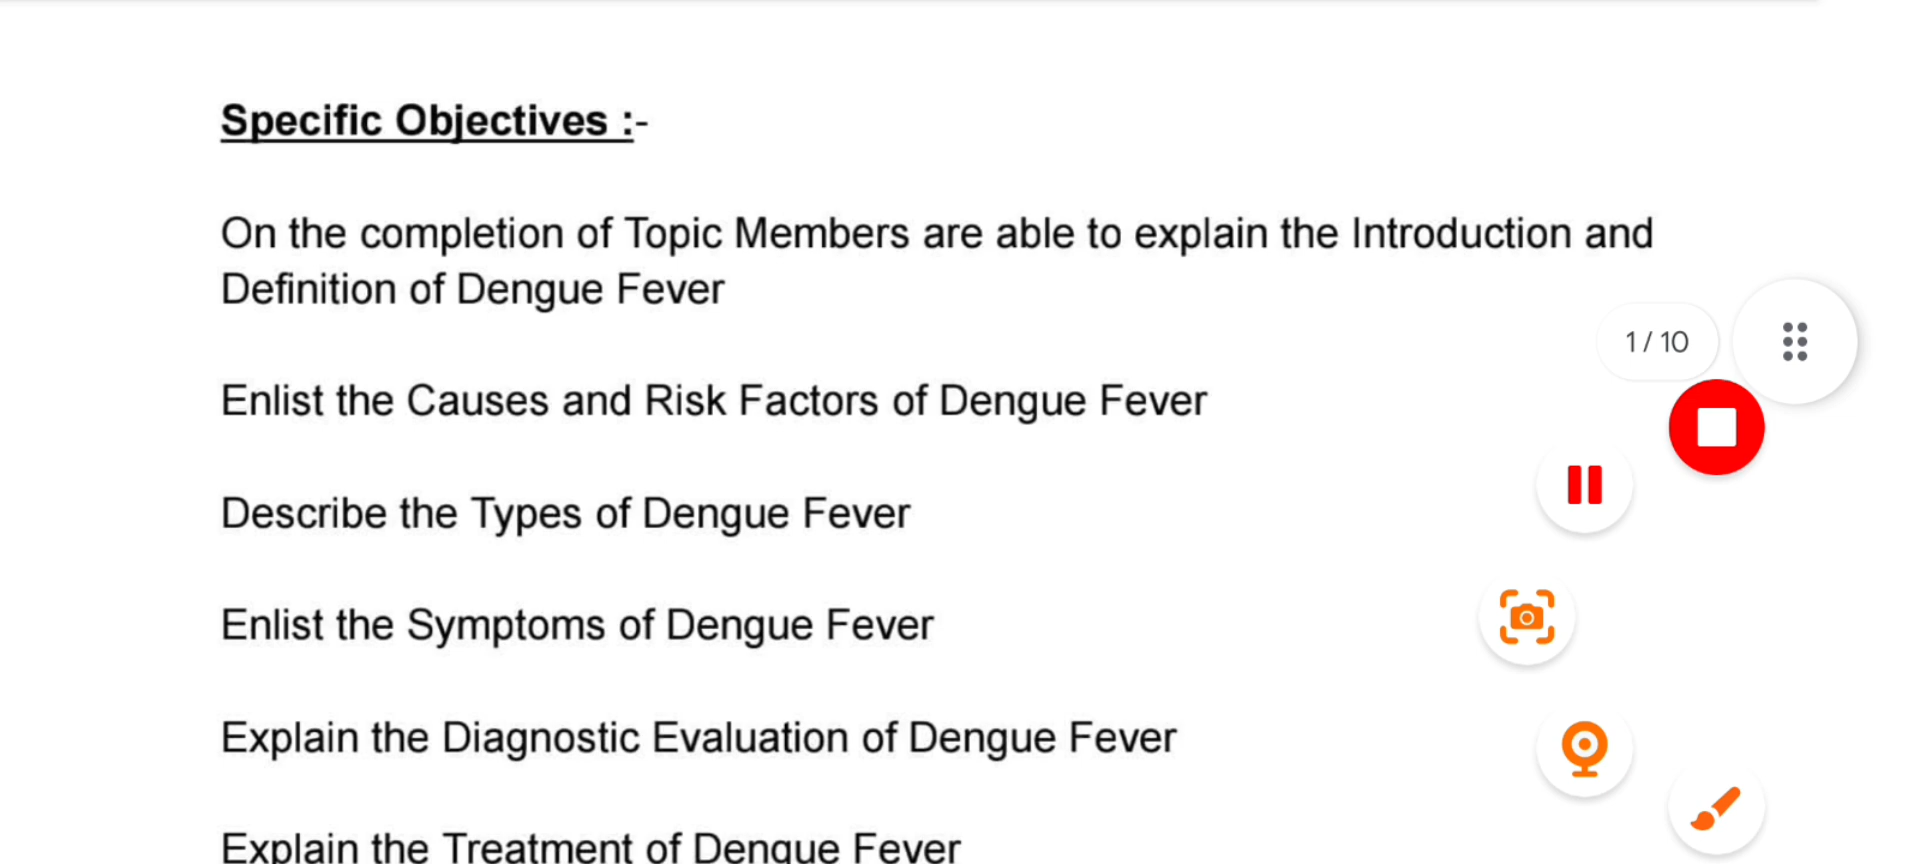 Specific Objectives :-
On the completion of Topic Members are able to explain the Introduction and
Definition of Dengue Fever
1 / 10
Enlist the Causes and Risk Factors of Dengue Fever
Describe the Types of Dengue Fever
Enlist the Symptoms of Dengue Fever
Explain the Diagnostic Evaluation of Dengue Fever
Explain the Treatment of Dengue Fever